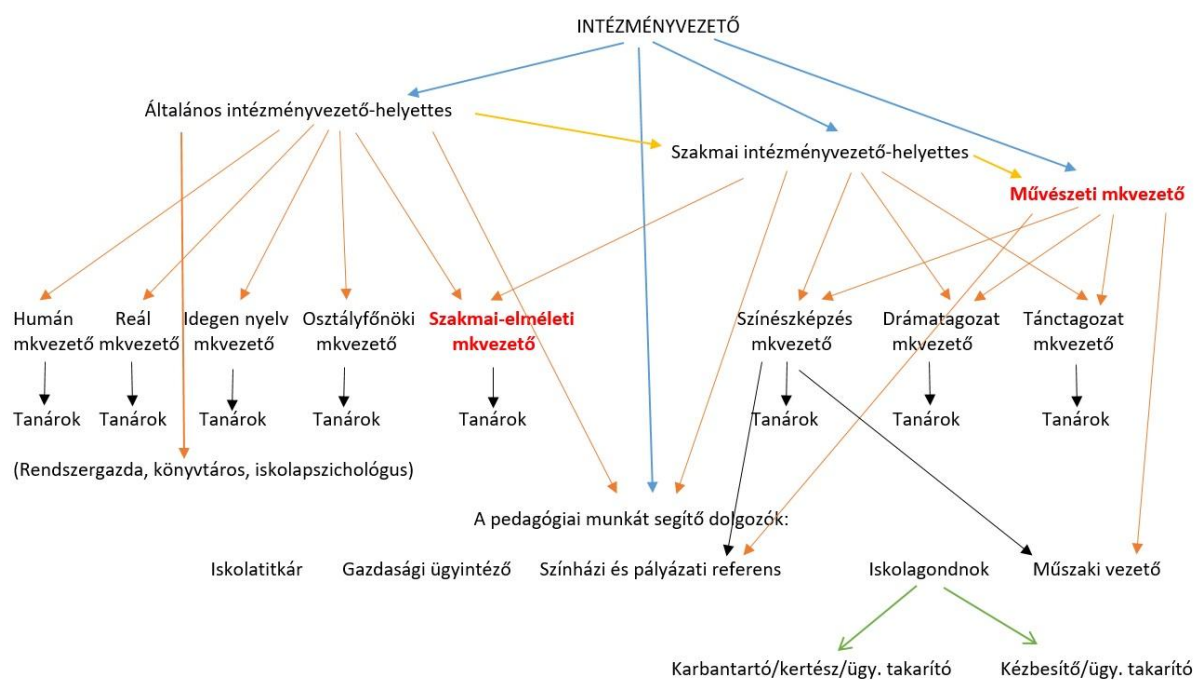 INTÉZMÉNYVEZETŐ
Általános intézményvezető-helyettes
Szakmai intézményvezető-helyettes
Művészeti mkvezető
Humán mkvezető
Reál mkvezető
Idegen nyelv mkvezető
Osztályfőnöki mkvezető
Szakmai-elméleti mkvezető
Színészképzés mkvezető
Drámatagozat mkvezető
Tánctagozat mkvezető
Tanárok
Tanárok
Tanárok
Tanárok
Tanárok
Tanárok
Tanárok
Tanárok
(Rendszergazda, könyvtáros, iskolapszichológus)
A pedagógiai munkát segítő dolgozók:
Iskolatitkár
Gazdasági ügyintéző
Színházi és pályázati referens
Iskolagondnok
Műszaki vezető
Karbantartó/kertész/ügy. takarító
Kézbesítő/ügy. takarító